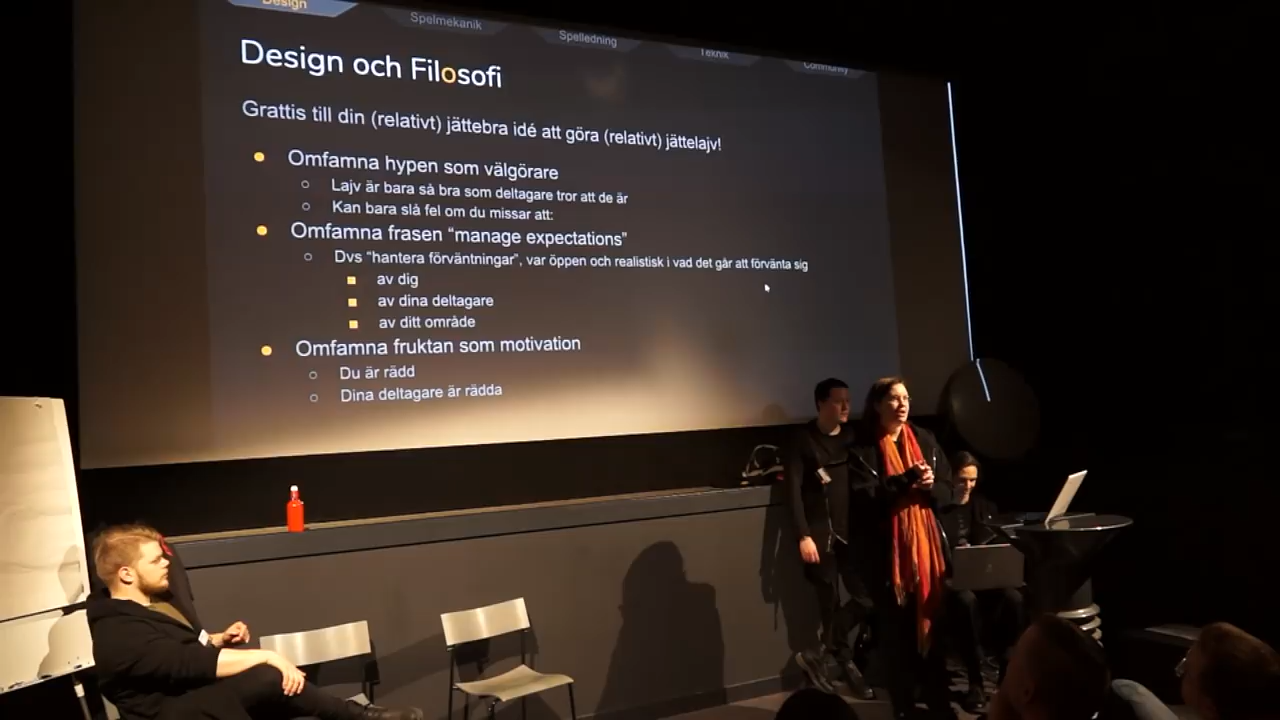 Design
Spelmekanik
Spelledning
Teknik
Community
Design och Filosofi
Grattis till din (relativt) jättebra idé att göra (relativt) jättelajv!
Omfamna hypen som välgörare
Lajv är bara så bra som deltagare tror att de är
Kan bara slå fel om du missar att:
Omfamna frasen “manage expectations”
Dvs “hantera förväntningar”, var öppen och realistisk i vad det går att förvänta sig
av dig
av dina deltagare
av ditt område
Omfamna fruktan som motivation
Du är rädd
Dina deltagare är rädda